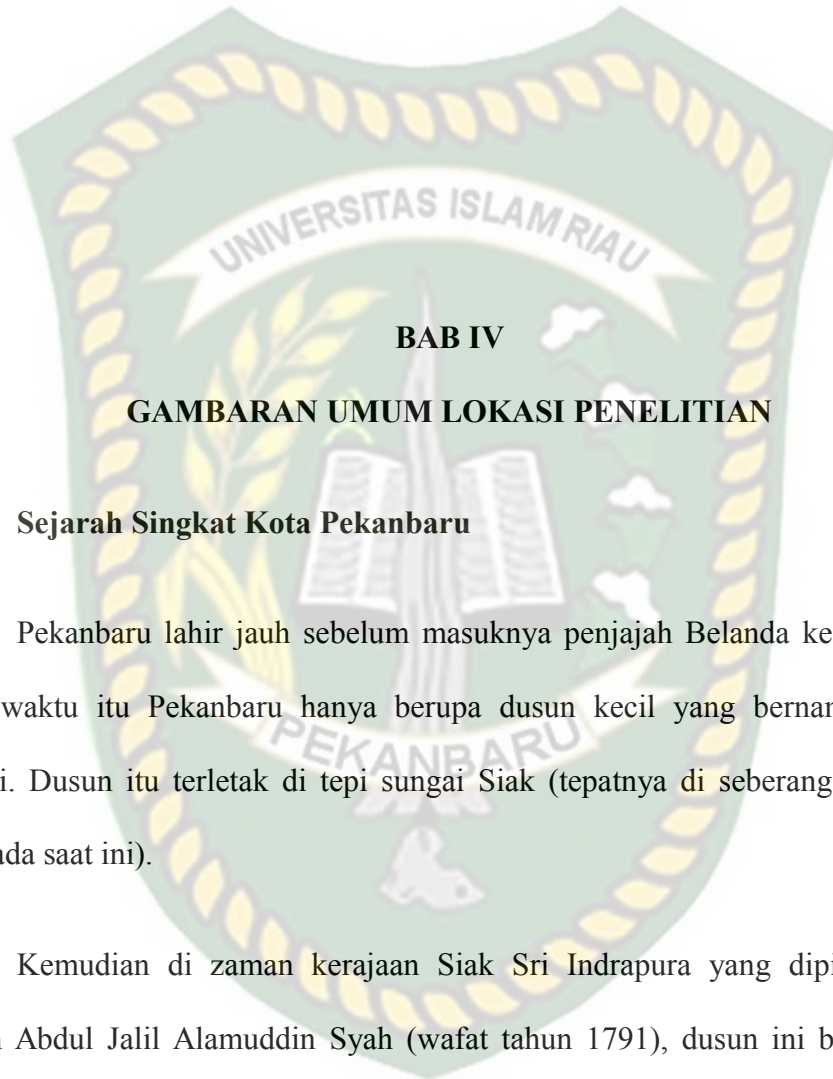 UNIVERSITAS ISLAM RIAU
BAB IV
GAMBARAN UMUM LOKASI PENELITIAN
Sejarah Singkat Kota Pekanbaru
Pekanbaru lahir jauh sebelum masuknya penjajah Belanda ke
waktu itu Pekanbaru hanya berupa dusun kecil yang bernam
i. Dusun itu terletak di tepi sungai Siak (tepatnya di seberang
PEKANBARU
ada saat ini).
Kemudian di zaman kerajaan Siak Sri Indrapura yang dipi
Abdul Jalil Alamuddin Syah (wafat tahun 1791), dusun ini b